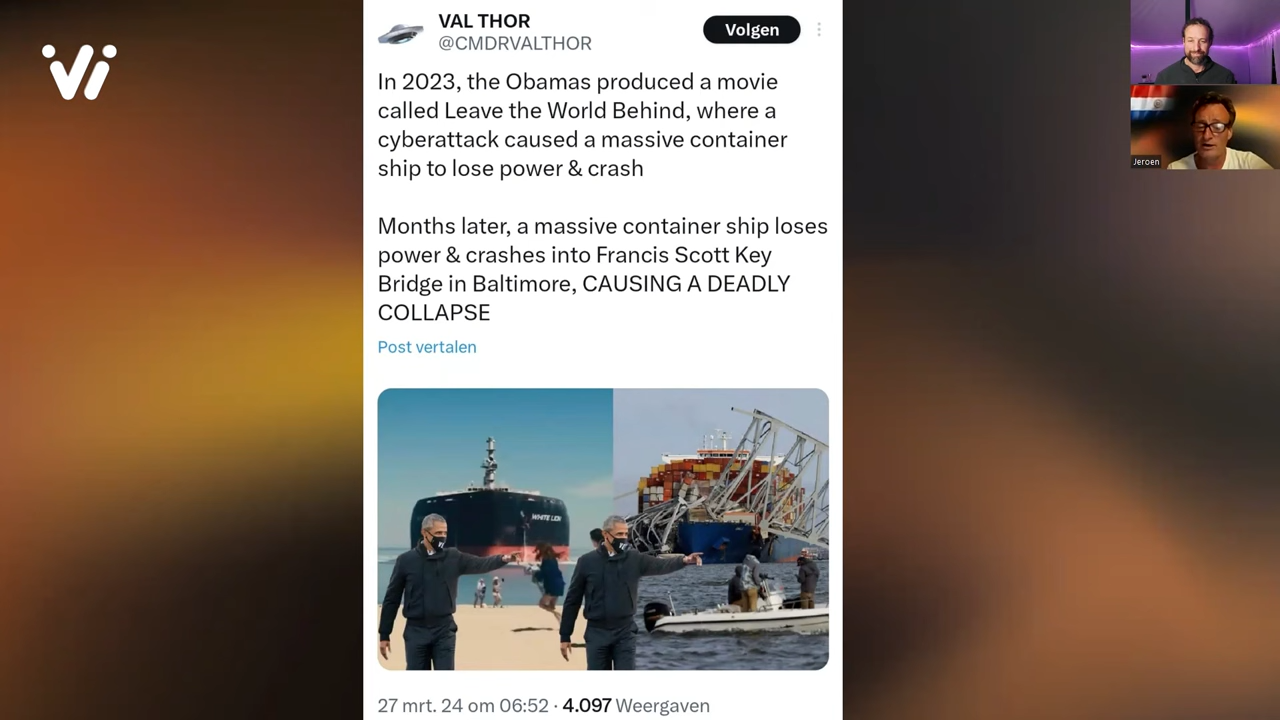 VAL THOR
@CMDRVALTHOR
Volgen
In 2023, the Obamas produced a movie
called Leave the World Behind, where a
cyberattack caused a massive container
ship to lose power & crash
Months later, a massive container ship loses
power & crashes into Francis Scott Key
Bridge in Baltimore, CAUSING A DEADLY
COLLAPSE
Post vertalen
WHITE LION
27 mrt. 24 om 06:52 · 4.097 Weergaven
Jeroen